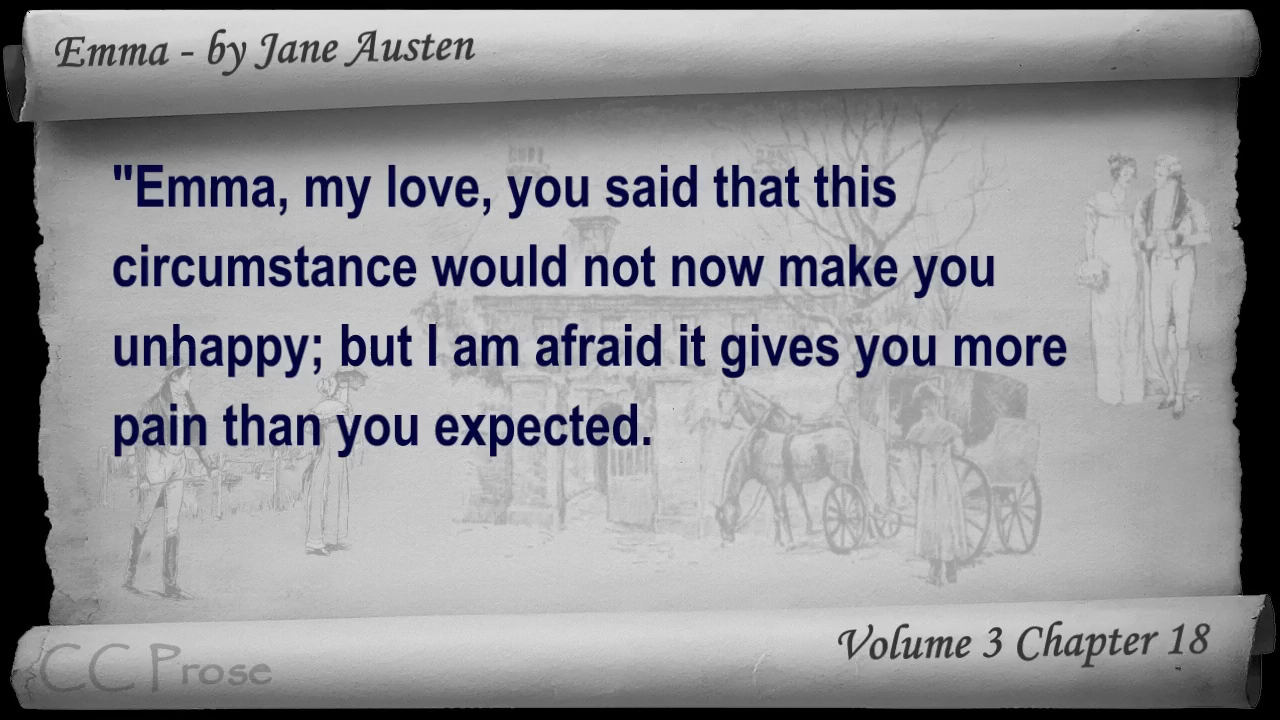 Emma - by Jane Austen
"Emma, my love, you said that this
circumstance would not now make you
unhappy; but I am afraid it gives you more
pain than you expected.
Volume 3 Chapter 18
CC Prose